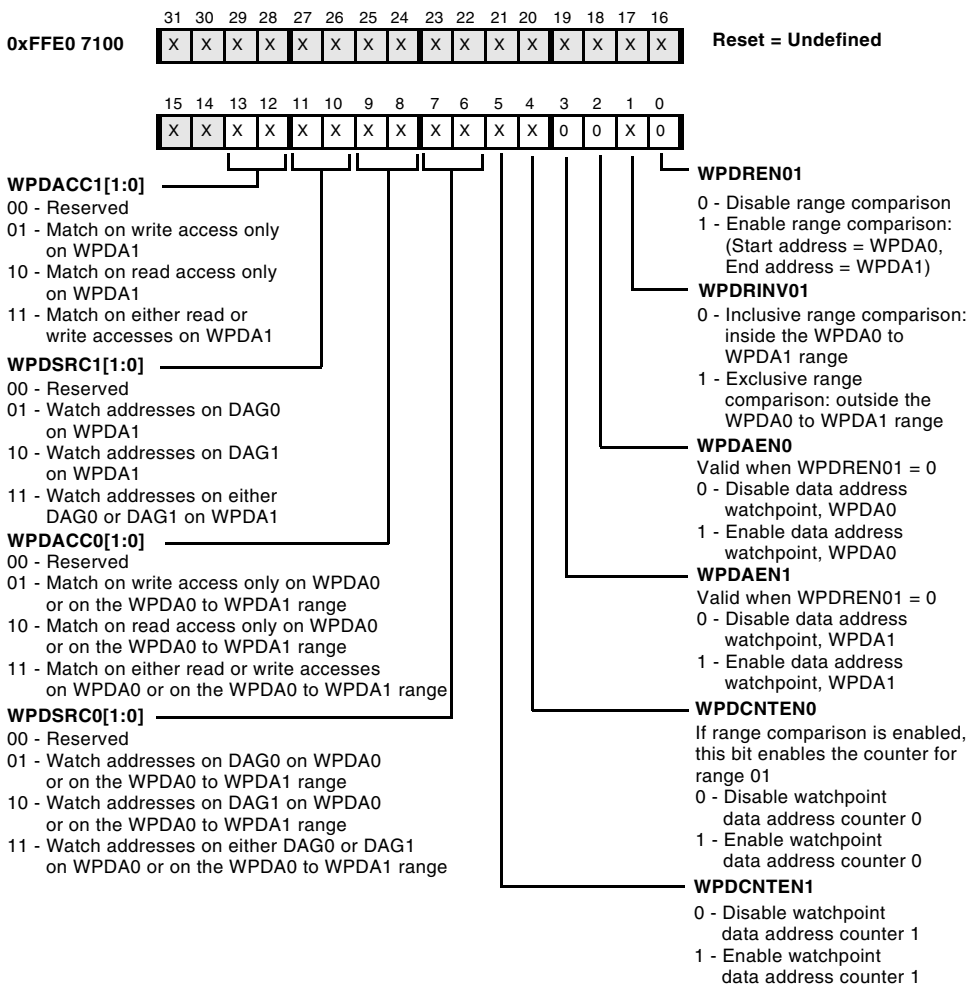 31 30 29 28 27 26 25 24 23 22 21 20 19 18 17 16
0xFFE0 7100
X X X X X X X X X X X X X X X X
Reset = Undefined
15 14 13 12 11 10 9 8 7 6 5 4 3 2 1 0
X X X X X X X X X X X X 0 0 X 0
WPDACC1[1:0]
00 - Reserved
01 - Match on write access only
on WPDA1
10 - Match on read access only
on WPDA1
11 - Match on either read or
write accesses on WPDA1
WPDSRC1[1:0]
00 - Reserved
01 - Watch addresses on DAG0
on WPDA1
10 - Watch addresses on DAG1
on WPDA1
11 - Watch addresses on either
DAG0 or DAG1 on WPDA1
WPDACC0[1:0]
00 - Reserved
01 - Match on write access only on WPDA0
or on the WPDA0 to WPDA1 range
10 - Match on read access only on WPDA0
or on the WPDA0 to WPDA1 range
11 - Match on either read or write accesses
on WPDA0 or on the WPDA0 to WPDA1 range
WPDSRC0[1:0]
00 - Reserved
01 - Watch addresses on DAG0 on WPDA0
or on the WPDA0 to WPDA1 range
10 - Watch addresses on DAG1 on WPDA0
or on the WPDA0 to WPDA1 range
11 - Watch addresses on either DAG0 or DAG1
on WPDA0 or on the WPDA0 to WPDA1 range
WPDREN01
0 - Disable range comparison
1 - Enable range comparison:
(Start address = WPDA0,
End address = WPDA1)
WPDRINV01
0 - Inclusive range comparison:
inside the WPDA0 to
WPDA1 range
1 - Exclusive range
comparison: outside the
WPDA0 to WPDA1 range
WPDAEN0
Valid when WPDREN01 = 0
0 - Disable data address
watchpoint, WPDA0
1 - Enable data address
watchpoint, WPDA0
WPDAEN1
Valid when WPDREN01 = 0
0 - Disable data address
watchpoint, WPDA1
1 - Enable data address
watchpoint, WPDA1
WPDCNTEN0
If range comparison is enabled,
this bit enables the counter for
range 01
0 - Disable watchpoint
data address counter 0
1 - Enable watchpoint
data address counter 0
WPDCNTEN1
0 - Disable watchpoint
data address counter 1
1 - Enable watchpoint
data address counter 1